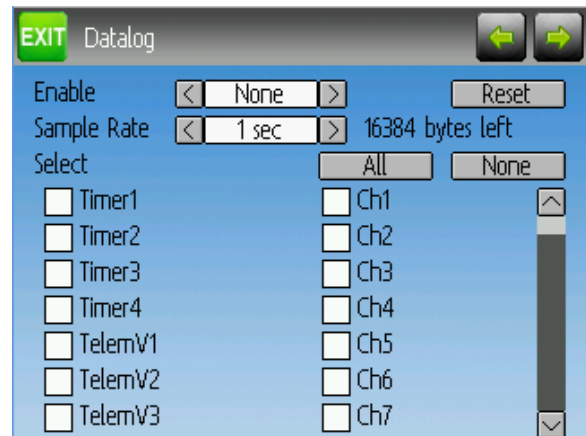 EXIT Datalog
Enable < None > Reset
Sample Rate < 1 sec > 16384 bytes left
Select All None
Timer1 Ch1
Timer2 Ch2
Timer3 Ch3
Timer4 Ch4
TelemV1 Ch5
TelemV2 Ch6
TelemV3 Ch7